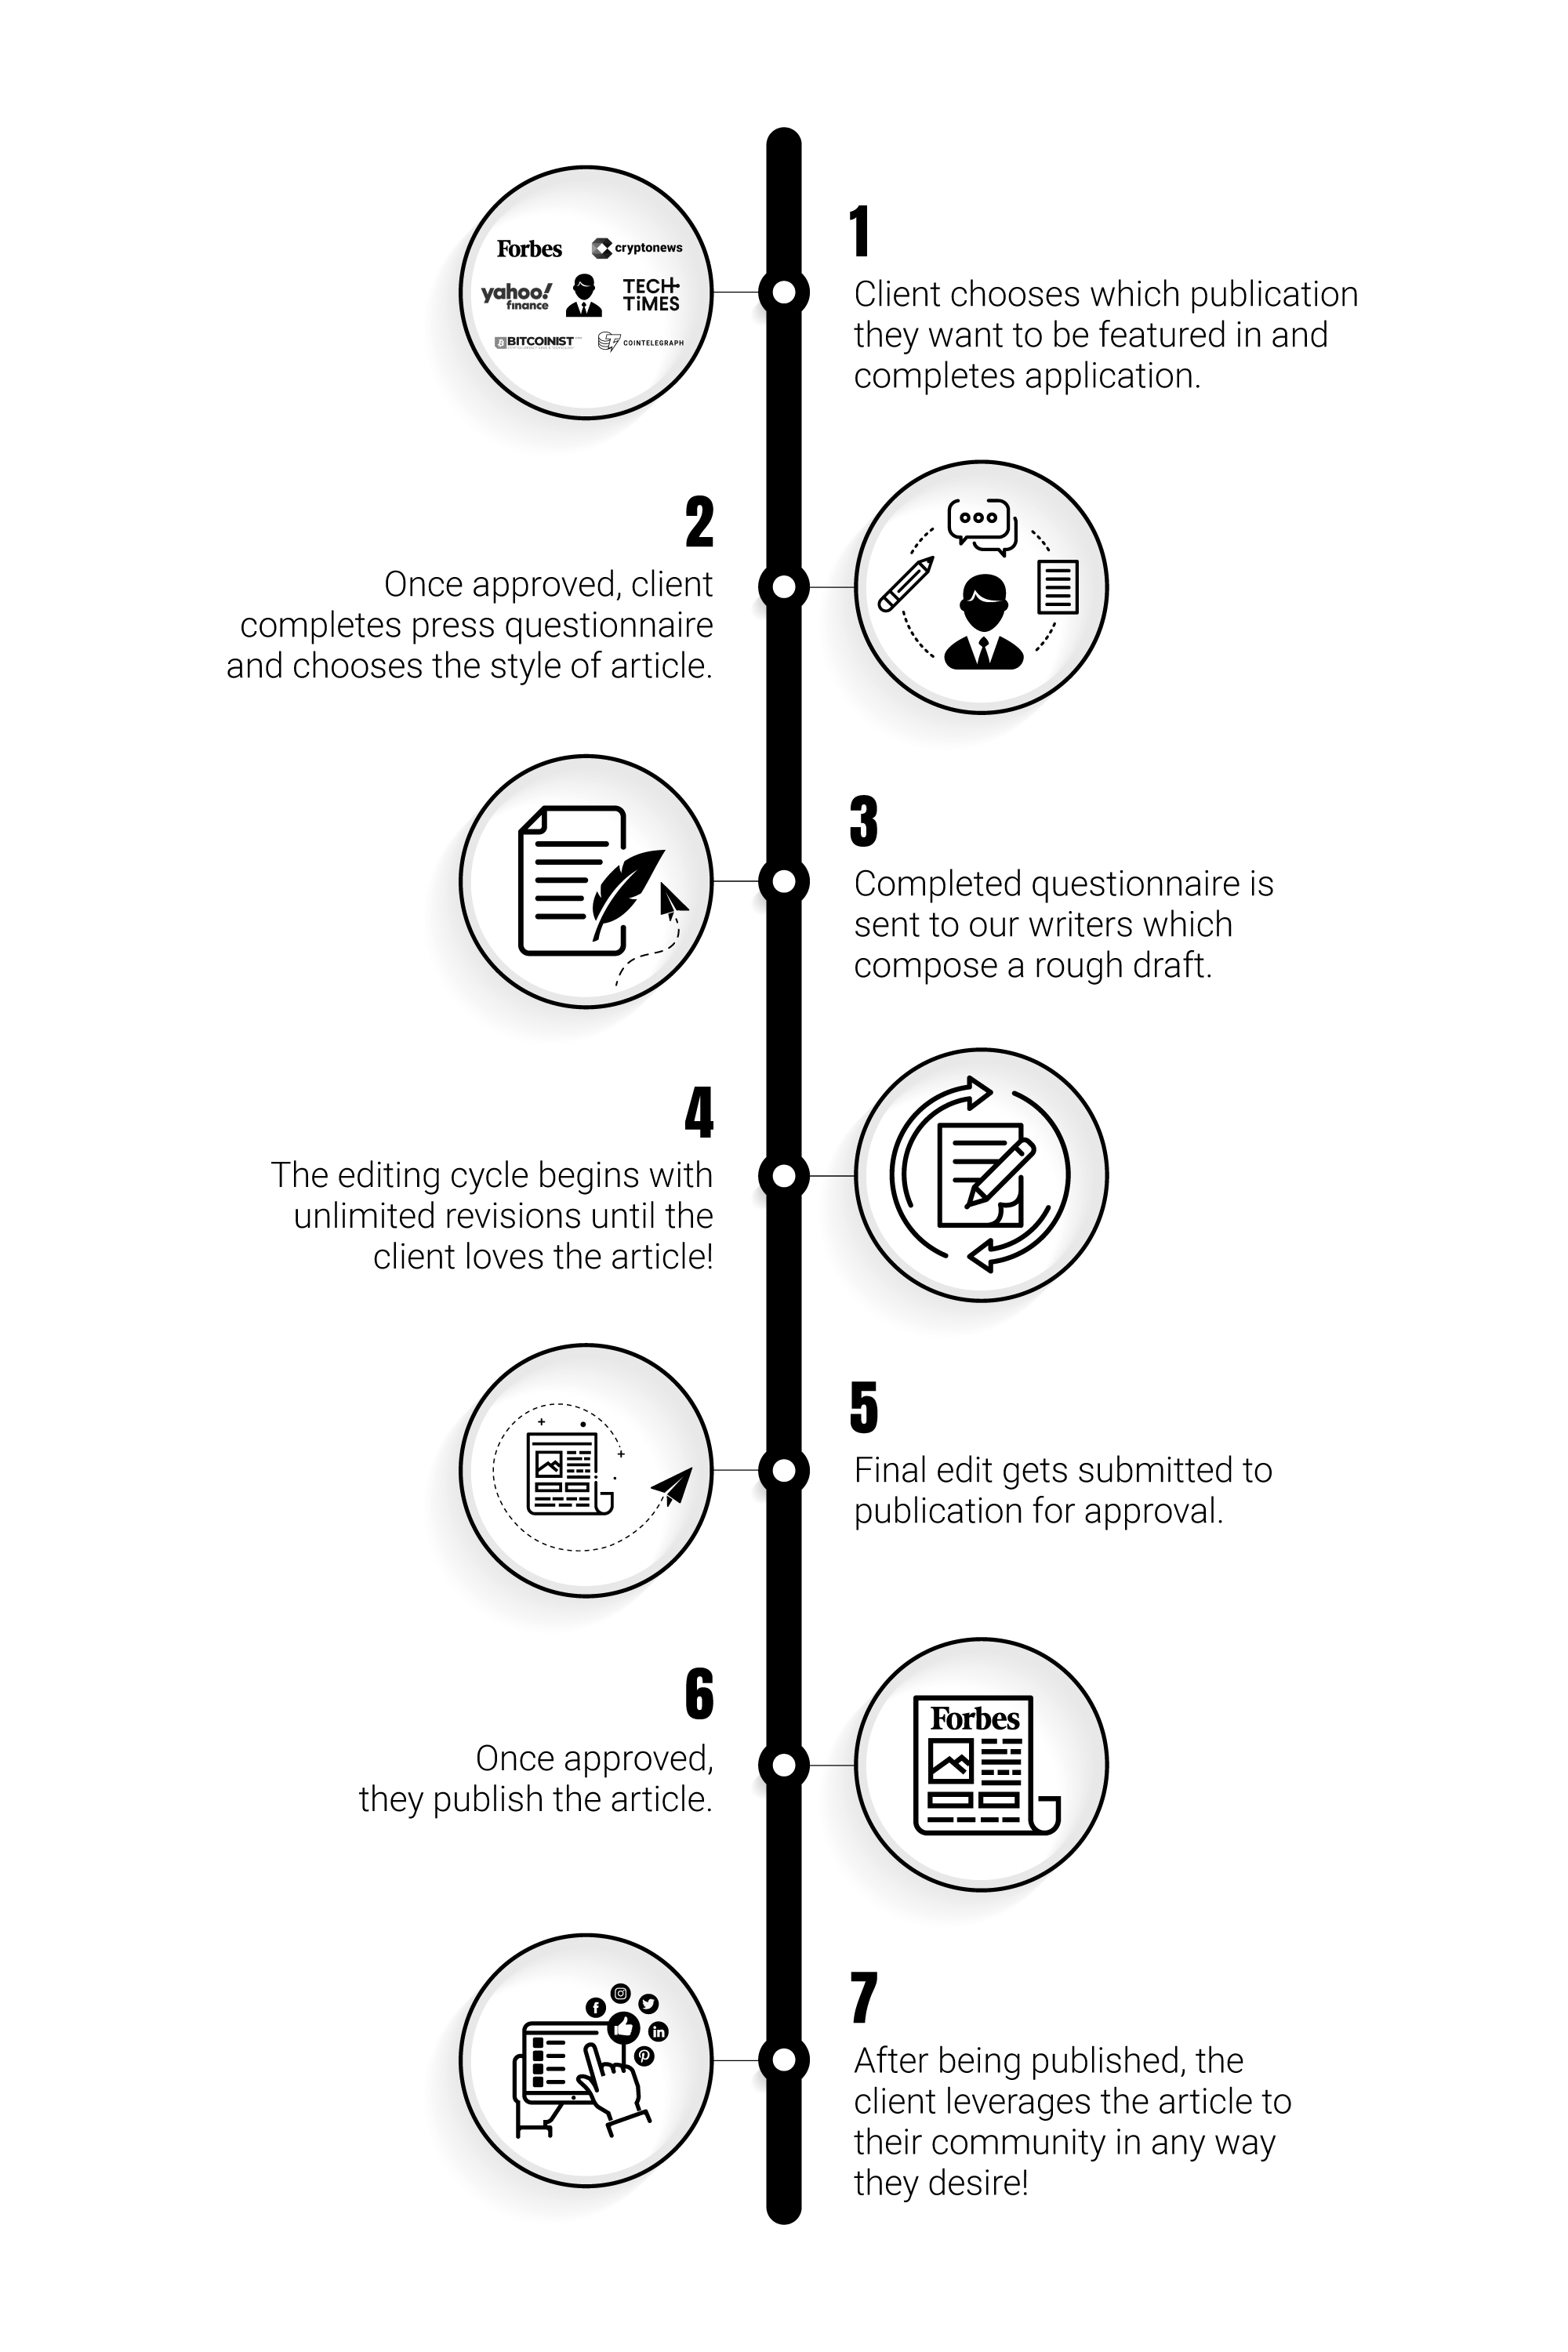 Forbes
cryptonews
yahoo!
finance
TECH
TiMES
BITCOINIST
COINTELEGRAPH
1
Client chooses which publication
they want to be featured in and
completes application.
2
Once approved, client
completes press questionnaire
and chooses the style of article.
3
Completed questionnaire is
sent to our writers which
compose a rough draft.
4
The editing cycle begins with
unlimited revisions until the
client loves the article!
5
Final edit gets submitted to
publication for approval.
6
Once approved,
they publish the article.
Forbes
7
After being published, the
client leverages the article to
their community in any way
they desire!